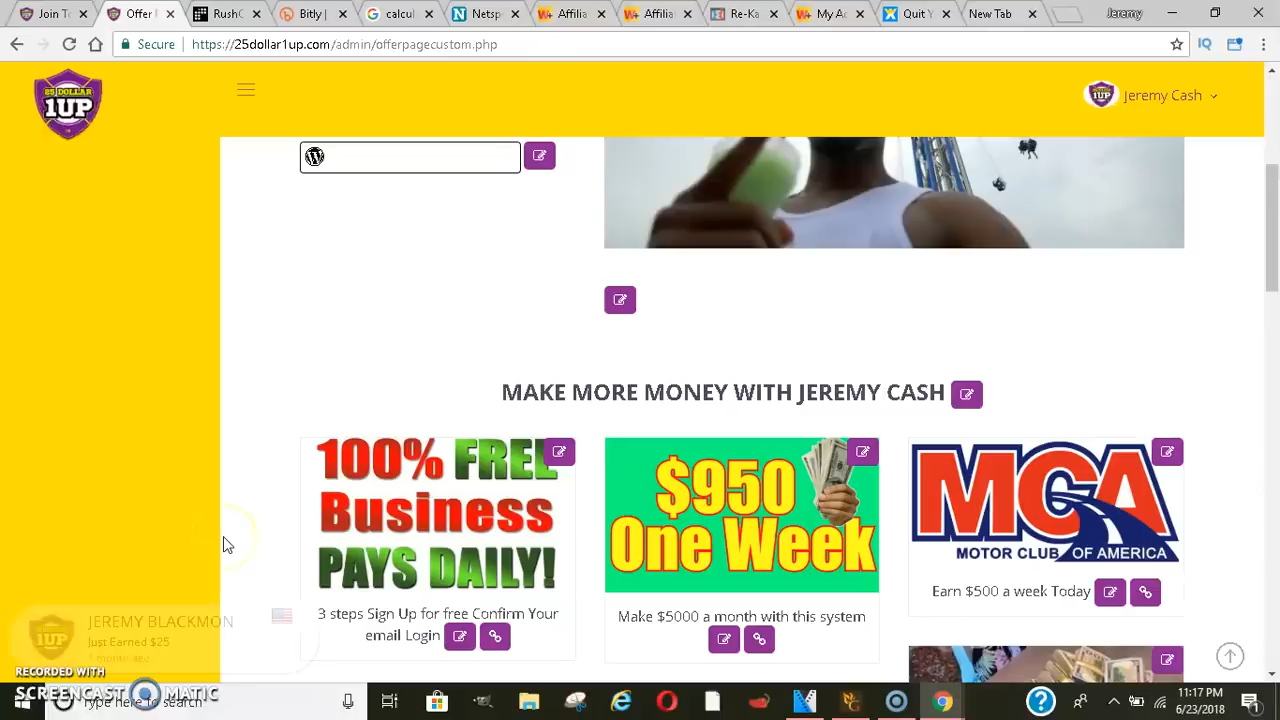 Join T
Offer
RushC
Bitly |
calcul
Netsp
Affilia
Affilia
Re-Ka
My A
Quit Y
New Tab
Jeremy
Secure
https://25dollar1up.com/admin/offerpagecustom.php
25 DOLLAR
1UP
Jeremy Cash
MAKE MORE MONEY WITH JEREMY CASH
100% FREE
Business
PAYS DAILY!
3 steps Sign Up for free Confirm Your
email Login
$950
One Week
Make $5000 a month with this system
MCA
MOTOR CLUB OF AMERICA
Earn $500 a week Today
JEREMY BLACKMON
Just Earned $25
1 month ago
RECORDED WITH
SCREENCAST MATIC
Type here to search
11:17 PM
6/23/2018